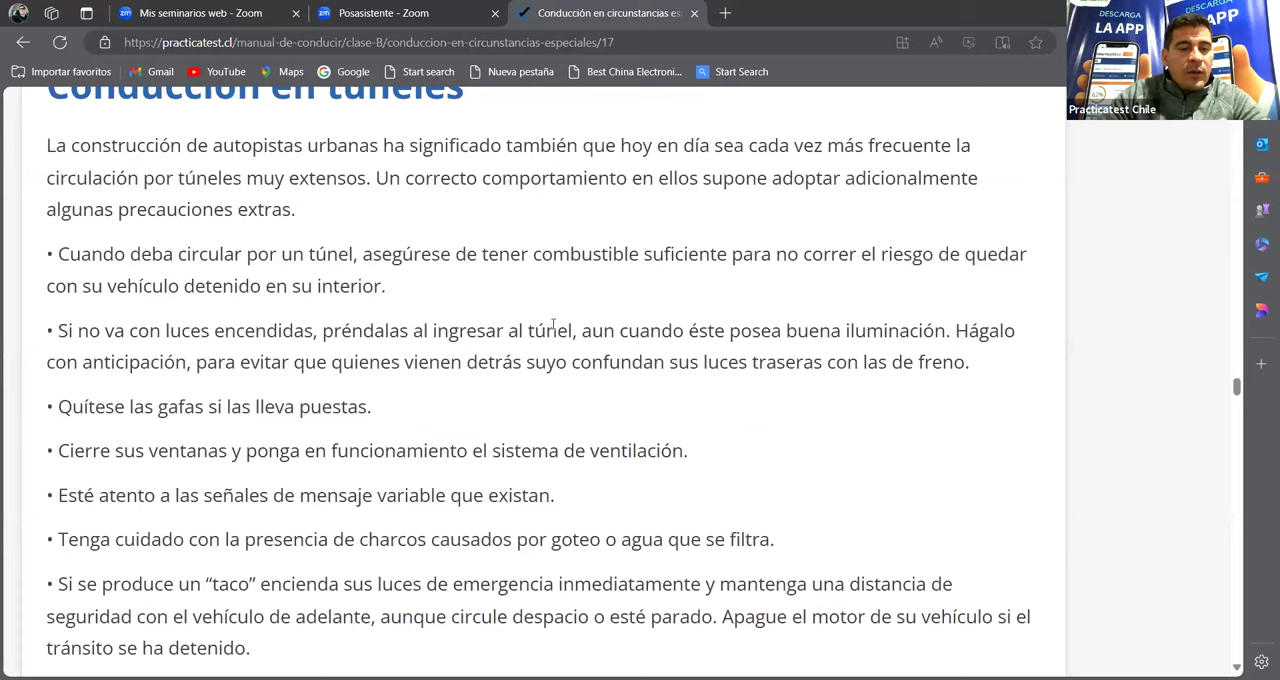 Mis seminarios web - Zoom
Posasistente - Zoom
Conducción en circunstancias es
https://practicatest.cl/manual-de-conducir/clase-B/conduccion-en-circunstancias-especiales/17
Importar favoritos
Gmail
YouTube
Maps
Google
Start search
Nueva pestaña
Best China Electroni...
Start Search
DESCARGA
LA APP
DESCARGA
LA APP
62%
Practicatest Chile
Conducción en túneles
La construcción de autopistas urbanas ha significado también que hoy en día sea cada vez más frecuente la
circulación por túneles muy extensos. Un correcto comportamiento en ellos supone adoptar adicionalmente
algunas precauciones extras.
• Cuando deba circular por un túnel, asegúrese de tener combustible suficiente para no correr el riesgo de quedar
con su vehículo detenido en su interior.
• Si no va con luces encendidas, préndalas al ingresar al túnel, aun cuando éste posea buena iluminación. Hágalo
con anticipación, para evitar que quienes vienen detrás suyo confundan sus luces traseras con las de freno.
• Quítese las gafas si las lleva puestas.
• Cierre sus ventanas y ponga en funcionamiento el sistema de ventilación.
• Esté atento a las señales de mensaje variable que existan.
• Tenga cuidado con la presencia de charcos causados por goteo o agua que se filtra.
• Si se produce un “taco” encienda sus luces de emergencia inmediatamente y mantenga una distancia de
seguridad con el vehículo de adelante, aunque circule despacio o esté parado. Apague el motor de su vehículo si el
tránsito se ha detenido.